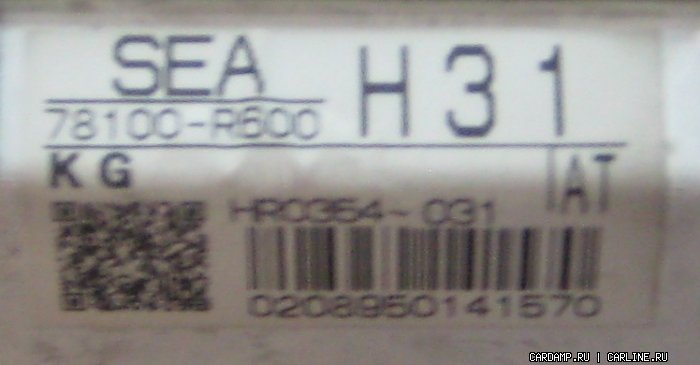 SEA H31
78100-R600
KG
AT
HR0354-031
0208950141570
CARDAMP.RU | CARLINE.RU